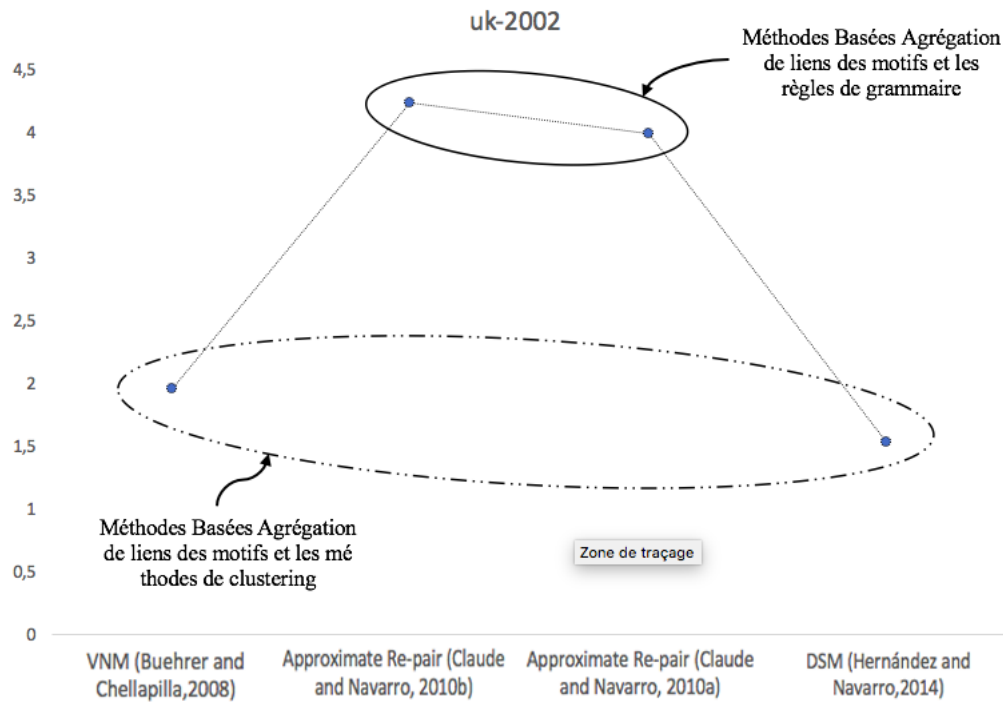 uk-2002
Méthodes Basées Agrégation
de liens des motifs et les
règles de grammaire
4,5
4
3,5
3
2,5
2
1,5
1
0,5
0
Méthodes Basées Agrégation
de liens des motifs et les mé
thodes de clustering
Zone de traçage
VNM (Buehrer and
Chellapilla,2008)
Approximate Re-pair (Claude
and Navarro, 2010b)
Approximate Re-pair (Claude
and Navarro, 2010a)
DSM (Hernández and
Navarro,2014)